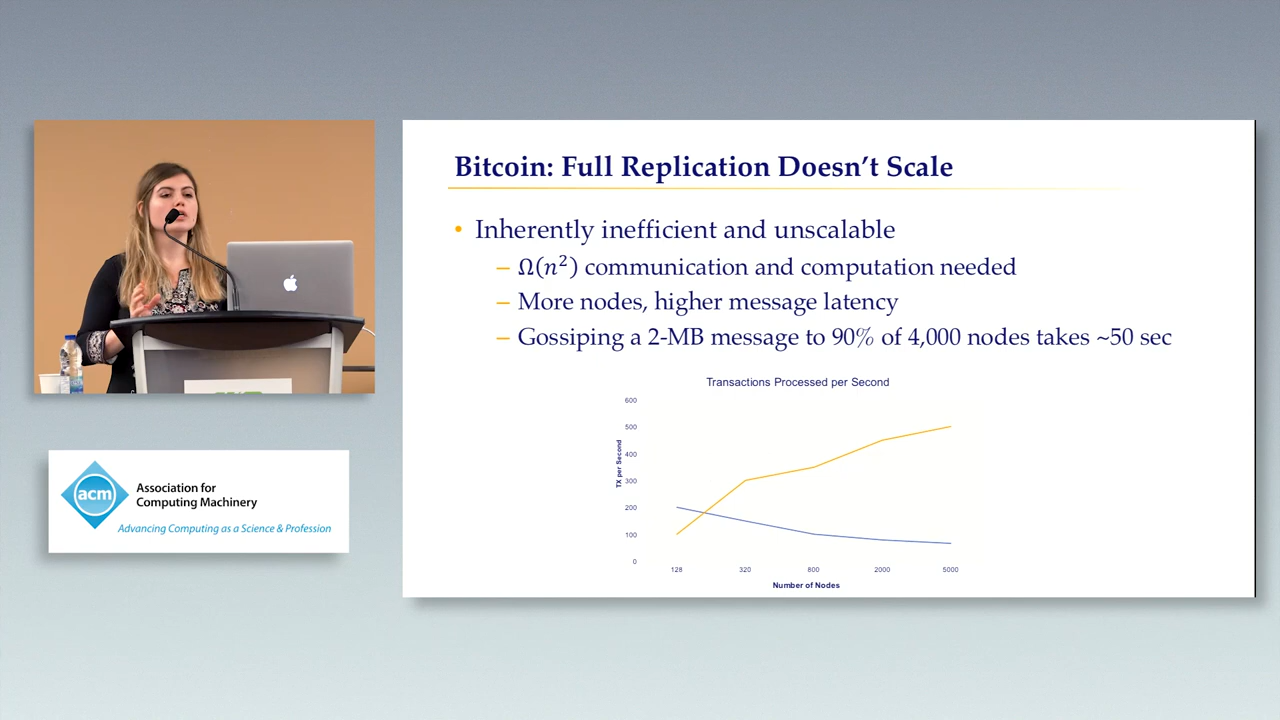 Bitcoin: Full Replication Doesn't Scale
• Inherently inefficient and unscalable
– Ω(n²) communication and computation needed
– More nodes, higher message latency
– Gossiping a 2-MB message to 90% of 4,000 nodes takes ~50 sec
Transactions Processed per Second
TX per Second
600
500
400
300
200
100
0
128 320 800 2000 5000
Number of Nodes
acm
Association for
Computing Machinery
Advancing Computing as a Science & Profession